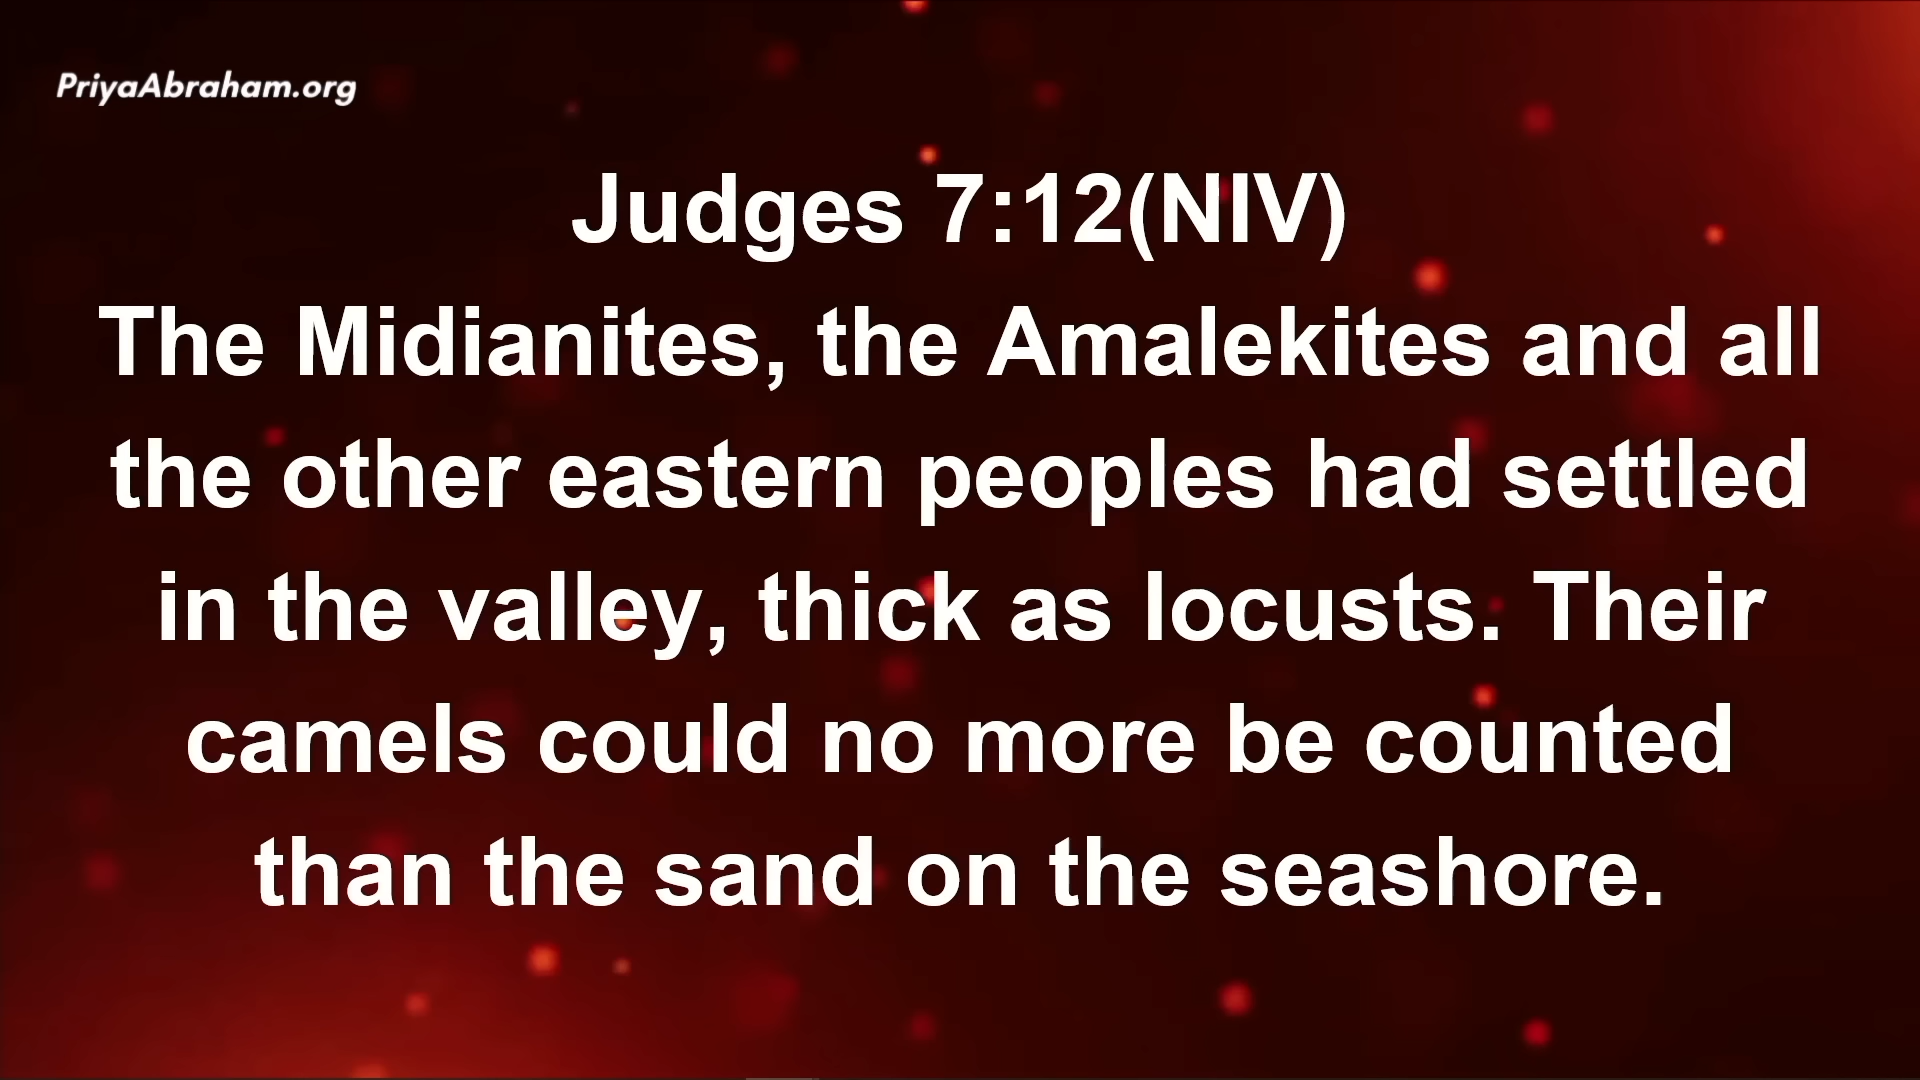 PriyaAbraham.org
Judges 7:12(NIV)
The Midianites, the Amalekites and all
the other eastern peoples had settled
in the valley, thick as locusts. Their
camels could no more be counted
than the sand on the seashore.